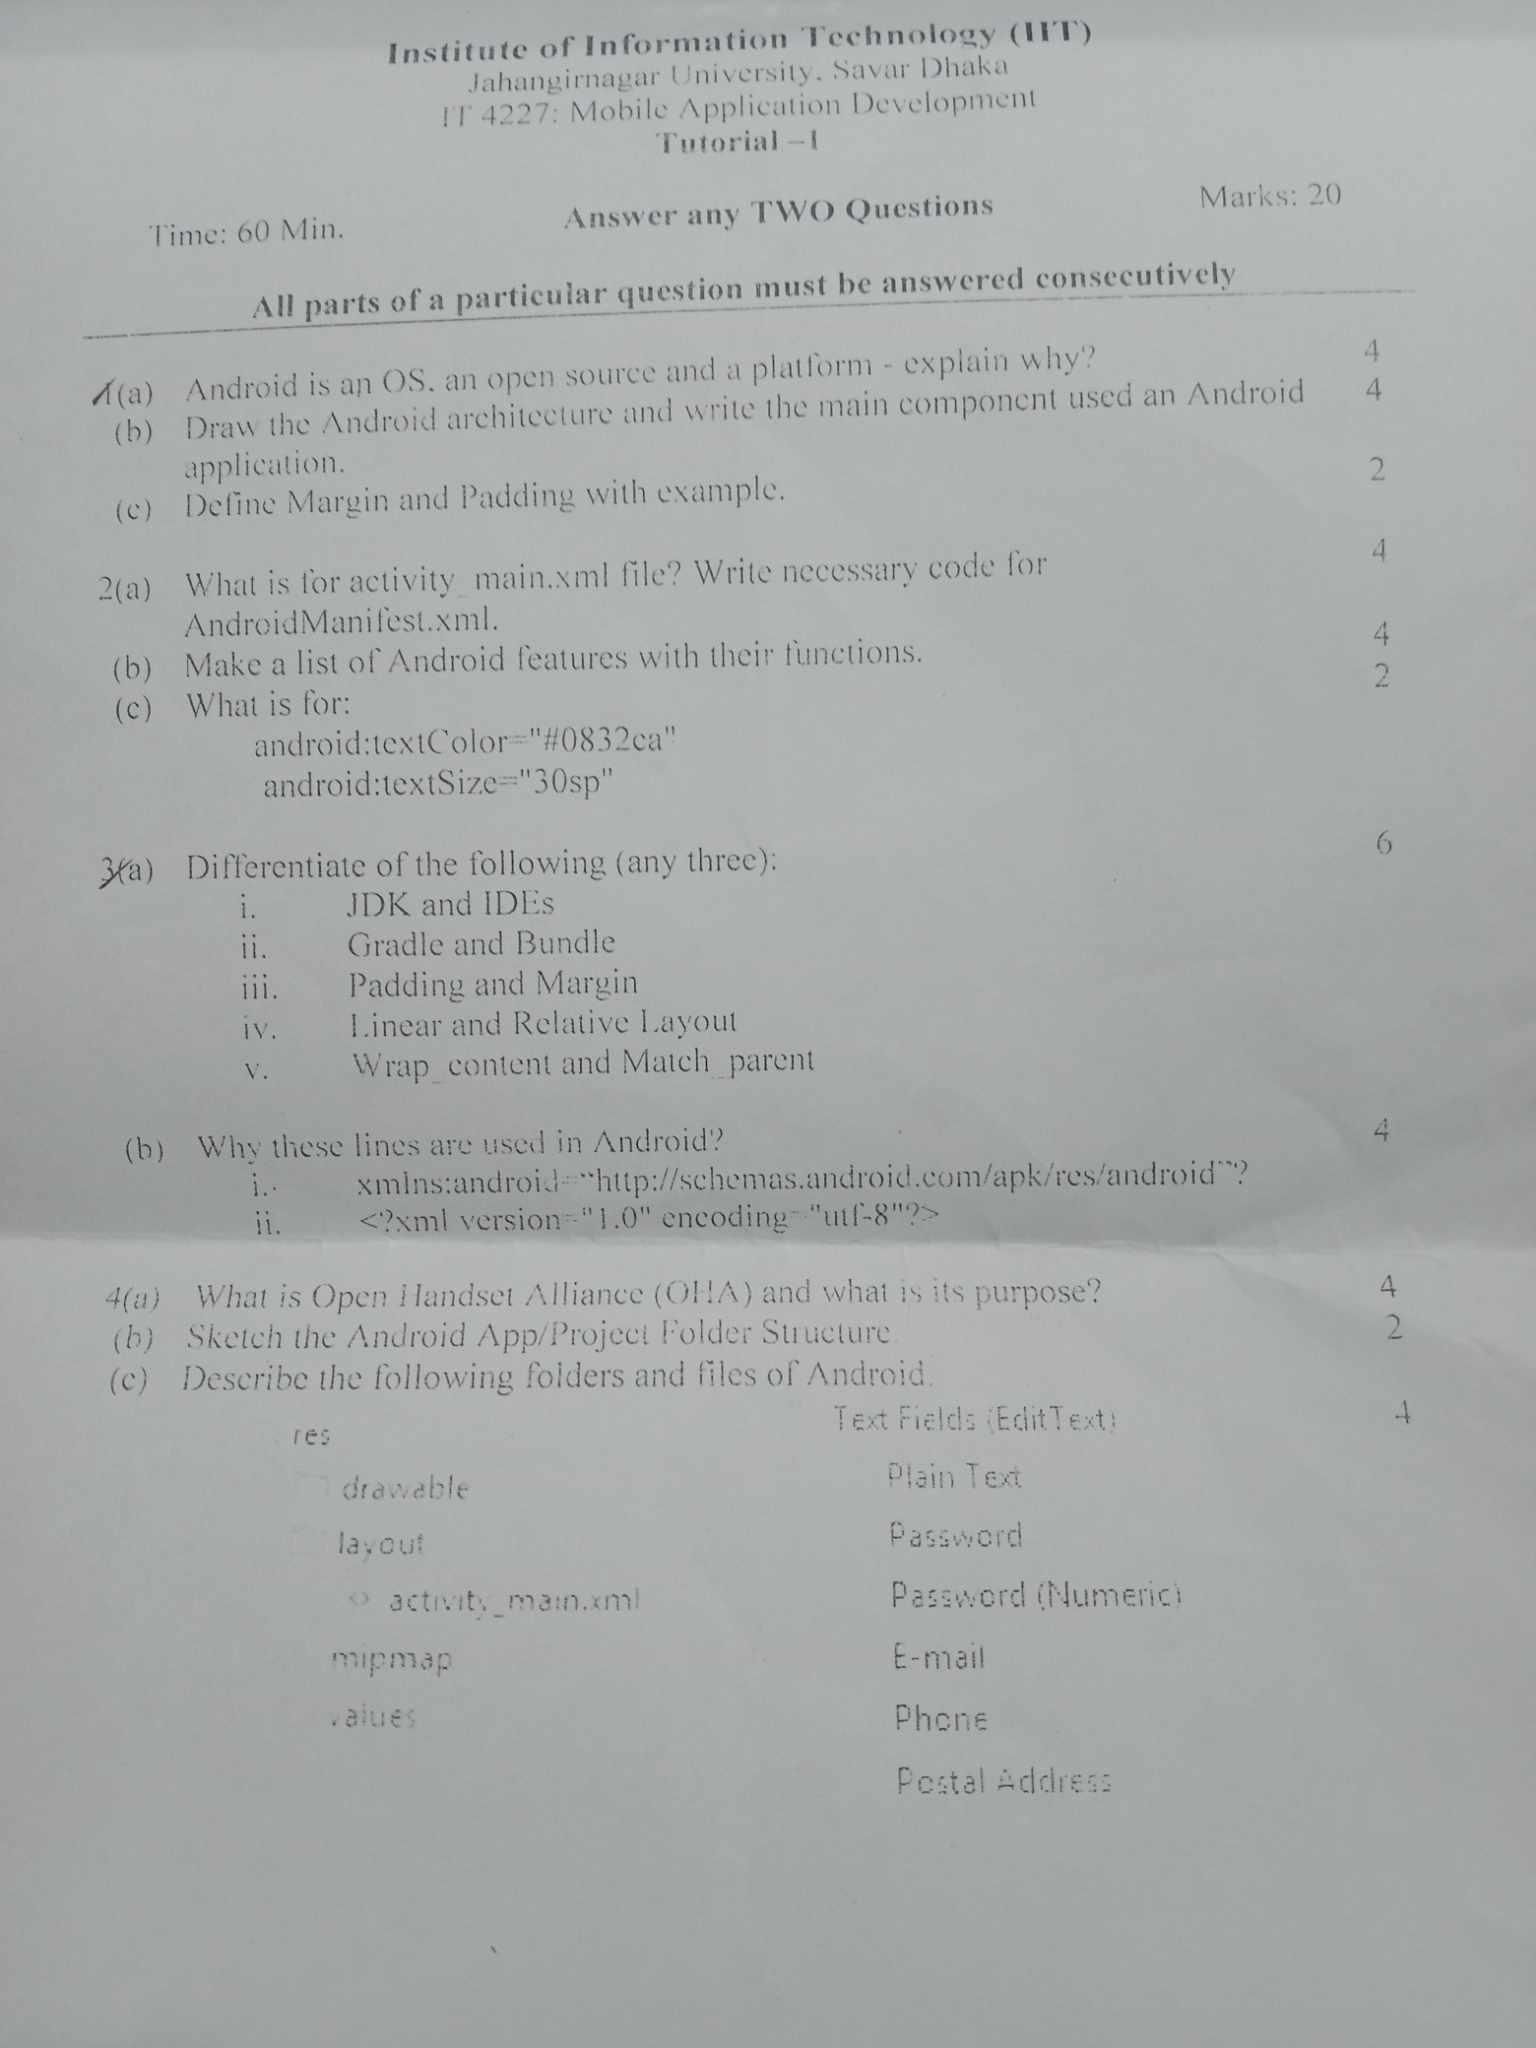 Institute of Information Technology (IIT)
Jahangirnagar University, Savar Dhaka
IT 4227: Mobile Application Development
Tutorial –1
Time: 60 Min. Answer any TWO Questions Marks: 20
All parts of a particular question must be answered consecutively
1(a) Android is an OS, an open source and a platform - explain why? 4
(b) Draw the Android architecture and write the main component used an Android 4
application.
(c) Define Margin and Padding with example. 2
2(a) What is for activity_main.xml file? Write necessary code for 4
AndroidManifest.xml.
(b) Make a list of Android features with their functions. 4
(c) What is for: 2
android:textColor="#0832ca"
android:textSize="30sp"
3(a) Differentiate of the following (any three): 6
i. JDK and IDEs
ii. Gradle and Bundle
iii. Padding and Margin
iv. Linear and Relative Layout
v. Wrap_content and Match_parent
(b) Why these lines are used in Android? 4
i. xmlns:android="http://schemas.android.com/apk/res/android"?
ii. <?xml version="1.0" encoding="utf-8"?>
4(a) What is Open Handset Alliance (OHA) and what is its purpose? 4
(b) Sketch the Android App/Project Folder Structure. 2
(c) Describe the following folders and files of Android.
Text Fields (EditText) 4
res
Plain Text
drawable
Password
layout
Password (Numeric)
<> activity_main.xml
E-mail
mipmap
Phone
values
Postal Address